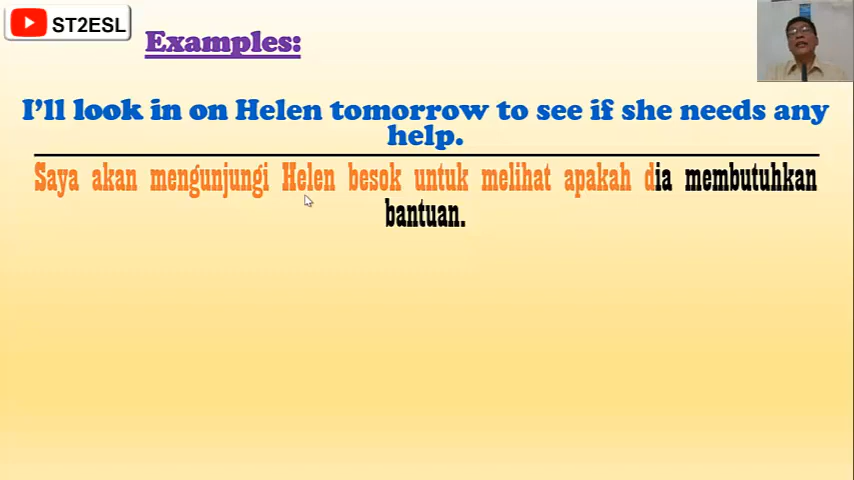 ST2ESL
Examples:
I'll look in on Helen tomorrow to see if she needs any
help.
Saya akan mengunjungi Helen besok untuk melihat apakah dia membutuhkan
bantuan.